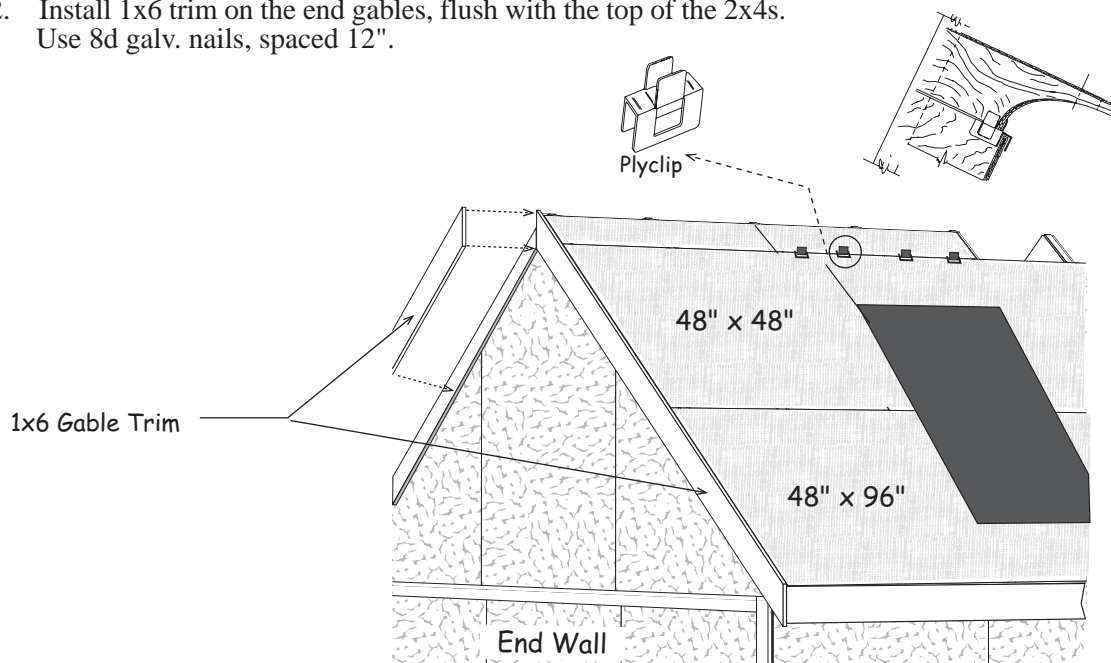 2. Install 1x6 trim on the end gables, flush with the top of the 2x4s.
Use 8d galv. nails, spaced 12".
Plyclip
48" x 48"
1x6 Gable Trim
48" x 96"
End Wall